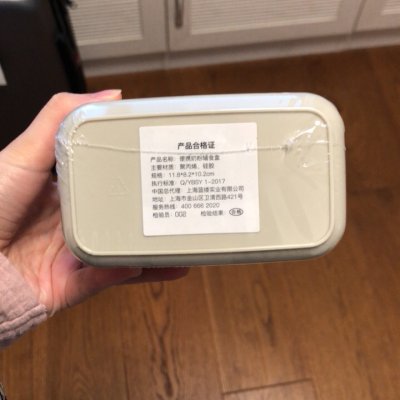 产品合格证
产品名称：便携奶粉辅食盒
主要材质：聚丙烯、硅胶
规格：11.8*8.2*10.2cm
执行标准：Q/YBSY 1-2017
中国总代理：上海蓝缘实业有限公司
地址：上海市金山区卫清西路421号
服务热线：400 666 2020
检验员：002 检验结果：合格